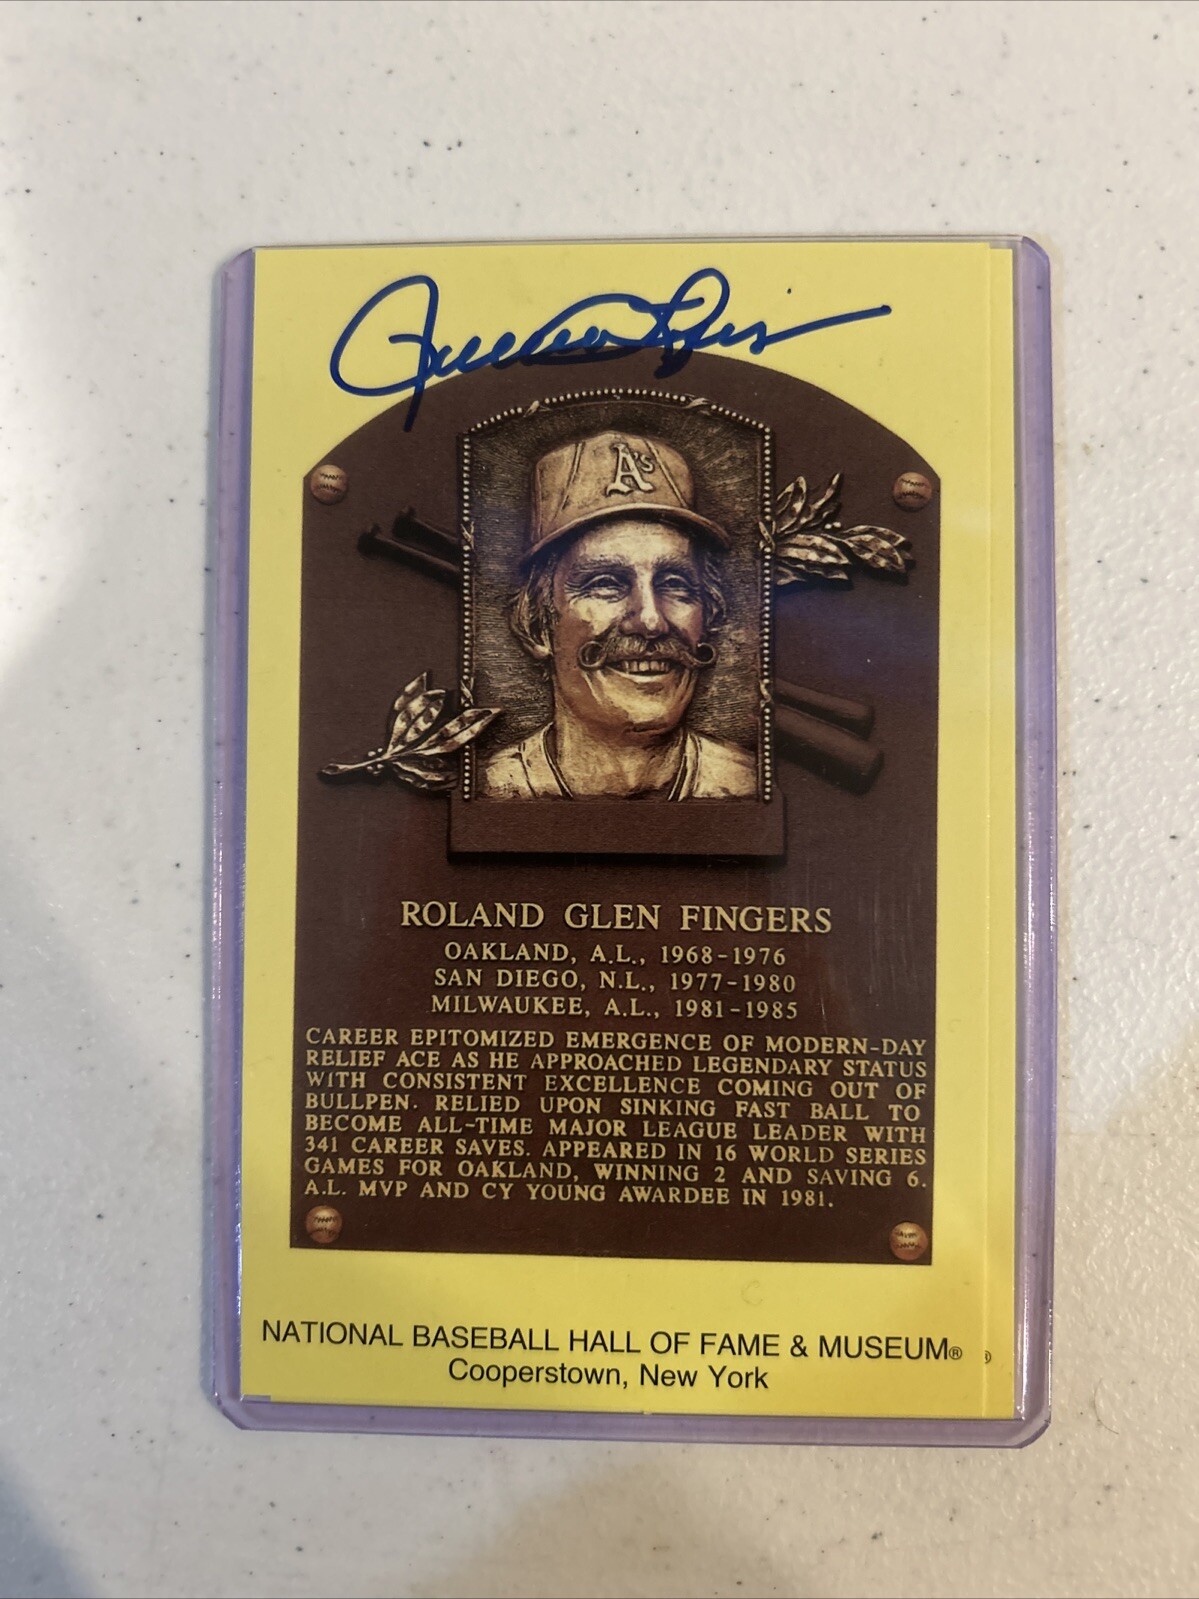 Rollie Fingers
A's
ROLAND GLEN FINGERS
OAKLAND, A.L., 1968-1976
SAN DIEGO, N.L., 1977-1980
MILWAUKEE, A.L., 1981-1985
CAREER EPITOMIZED EMERGENCE OF MODERN-DAY
RELIEF ACE AS HE APPROACHED LEGENDARY STATUS
WITH CONSISTENT EXCELLENCE COMING OUT OF
BULLPEN. RELIED UPON SINKING FAST BALL TO
BECOME ALL-TIME MAJOR LEAGUE LEADER WITH
341 CAREER SAVES. APPEARED IN 16 WORLD SERIES
GAMES FOR OAKLAND, WINNING 2 AND SAVING 6.
A.L. MVP AND CY YOUNG AWARDEE IN 1981.
NATIONAL BASEBALL HALL OF FAME & MUSEUM® ®
Cooperstown, New York